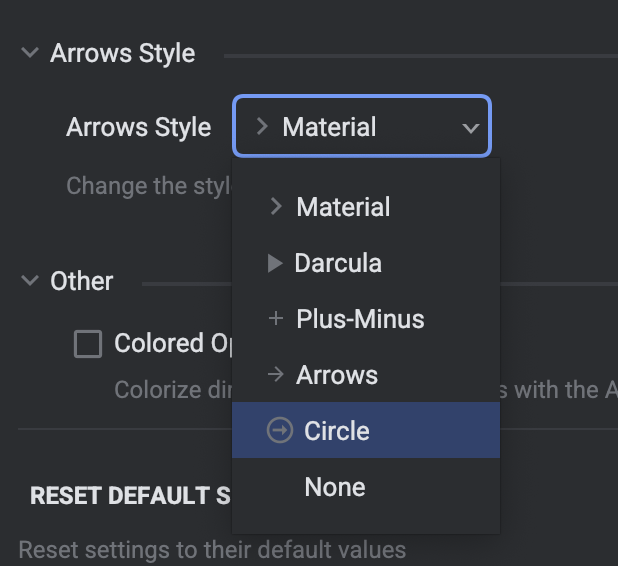 Arrows Style
Arrows Style Material
Change the styl
Material
Darcula
Other
Plus-Minus
Colored Op
Arrows
Colorize dir s with the A
Circle
None
RESET DEFAULT S
Reset settings to their default values